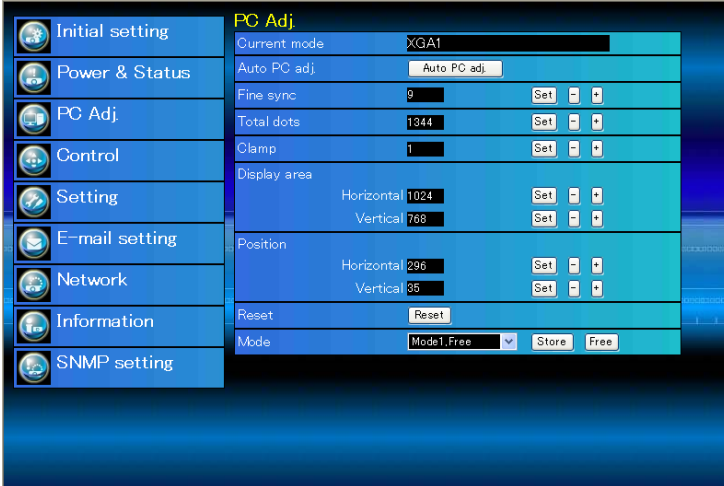 Initial setting
Power & Status
PC Adj.
Control
Setting
E-mail setting
Network
Information
SNMP setting
PC Adj.
Current mode XGA1
Auto PC adj. Auto PC adj.
Fine sync 9 Set - +
Total dots 1344 Set - +
Clamp 1 Set - +
Display area
Horizontal 1024 Set - +
Vertical 768 Set - +
Position
Horizontal 296 Set - +
Vertical 35 Set - +
Reset Reset
Mode Mode1,Free Store Free